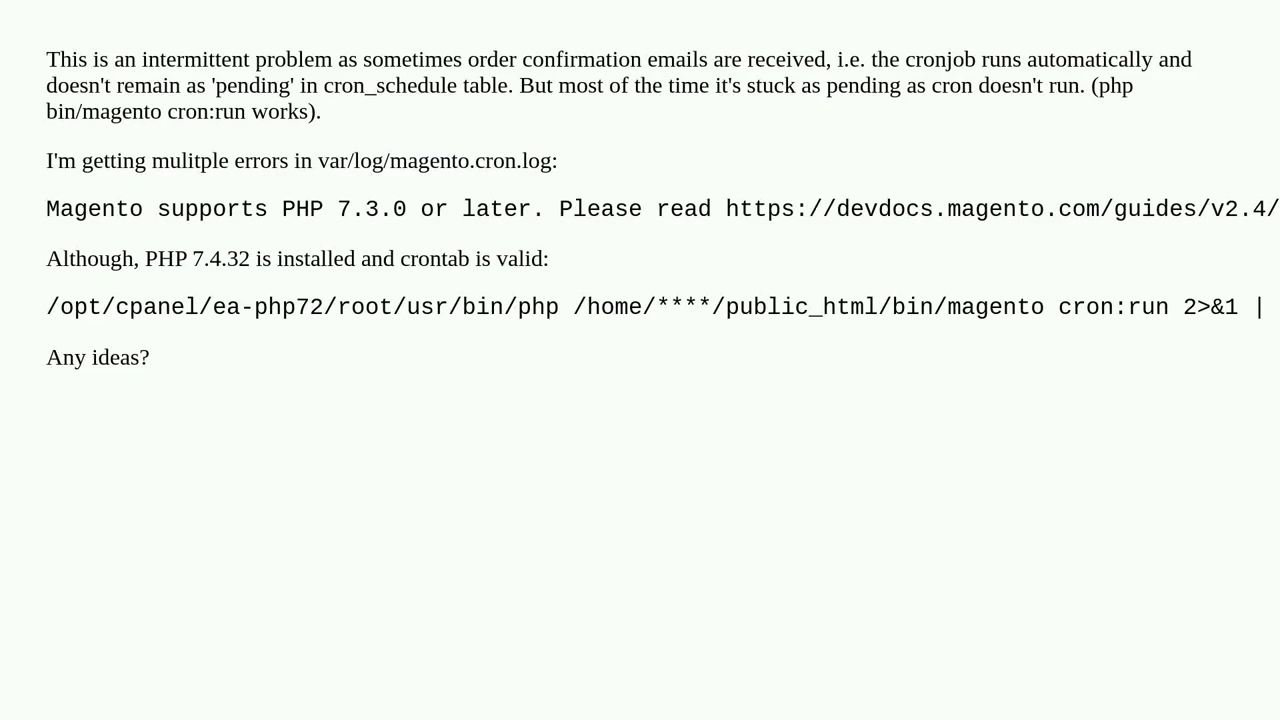 This is an intermittent problem as sometimes order confirmation emails are received, i.e. the cronjob runs automatically and
doesn't remain as 'pending' in cron_schedule table. But most of the time it's stuck as pending as cron doesn't run. (php
bin/magento cron:run works).
I'm getting mulitple errors in var/log/magento.cron.log:
Magento supports PHP 7.3.0 or later. Please read https://devdocs.magento.com/guides/v2.4/
Although, PHP 7.4.32 is installed and crontab is valid:
/opt/cpanel/ea-php72/root/usr/bin/php /home/****/public_html/bin/magento cron:run 2>&1 |
Any ideas?